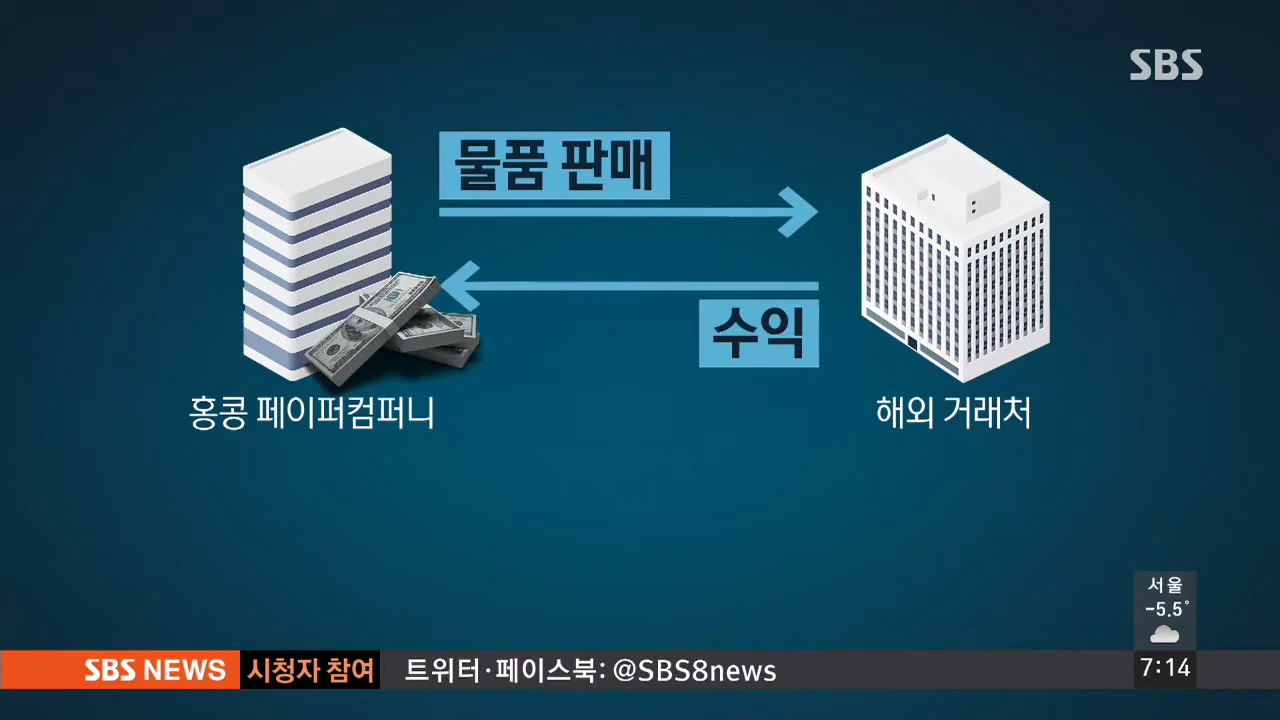 SBS
물품 판매
수익
홍콩 페이퍼컴퍼니
해외 거래처
서울
-5.5°
SBS NEWS 시청자 참여 트위터·페이스북: @SBS8news
7:14